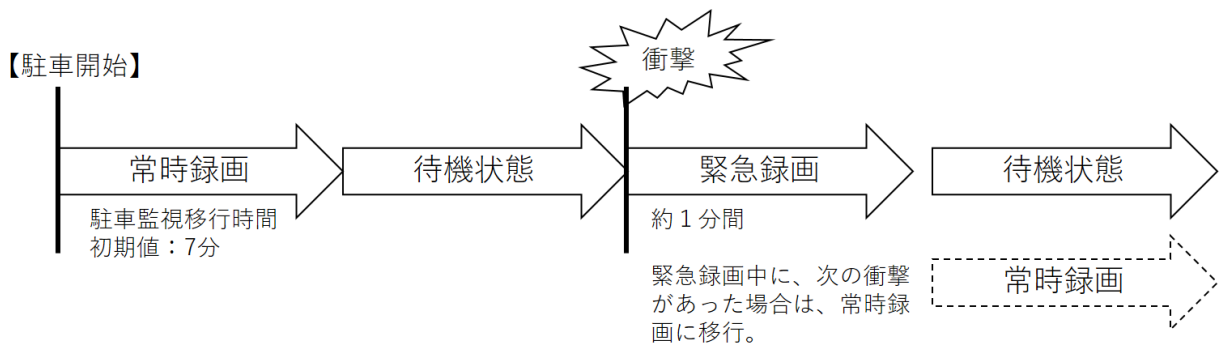 衝撃
【駐車開始】
常時録画
待機状態
緊急録画
待機状態
駐車監視移行時間
初期値：7分
約１分間
緊急録画中に、次の衝撃
があった場合は、常時録
画に移行。
常時録画